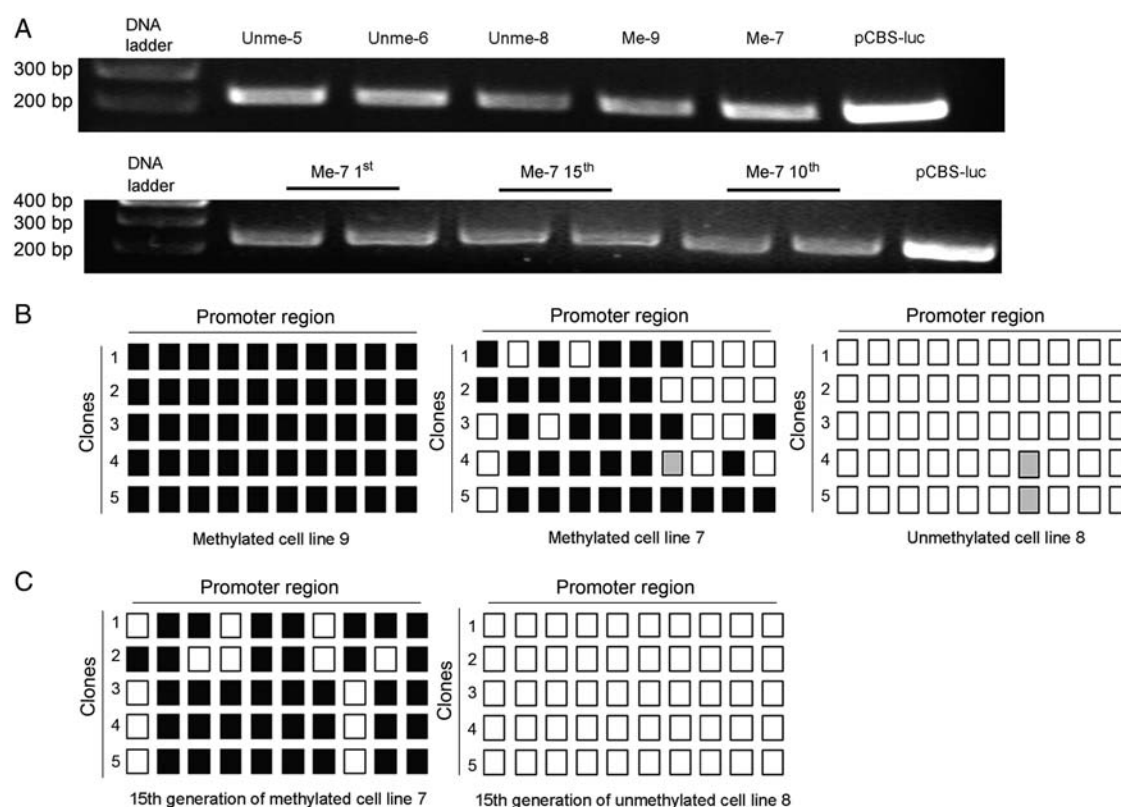 A
DNA ladder
Unme-5 Unme-6 Unme-8 Me-9 Me-7 pCBS-luc
300 bp
200 bp
DNA ladder
Me-7 1st Me-7 15th Me-7 10th pCBS-luc
400 bp
300 bp
200 bp
B
Promoter region
Clones
1
2
3
4
5
Methylated cell line 9
Promoter region
Clones
1
2
3
4
5
Methylated cell line 7
Promoter region
Clones
1
2
3
4
5
Unmethylated cell line 8
C
Promoter region
Clones
1
2
3
4
5
15th generation of methylated cell line 7
Promoter region
Clones
1
2
3
4
5
15th generation of unmethylated cell line 8